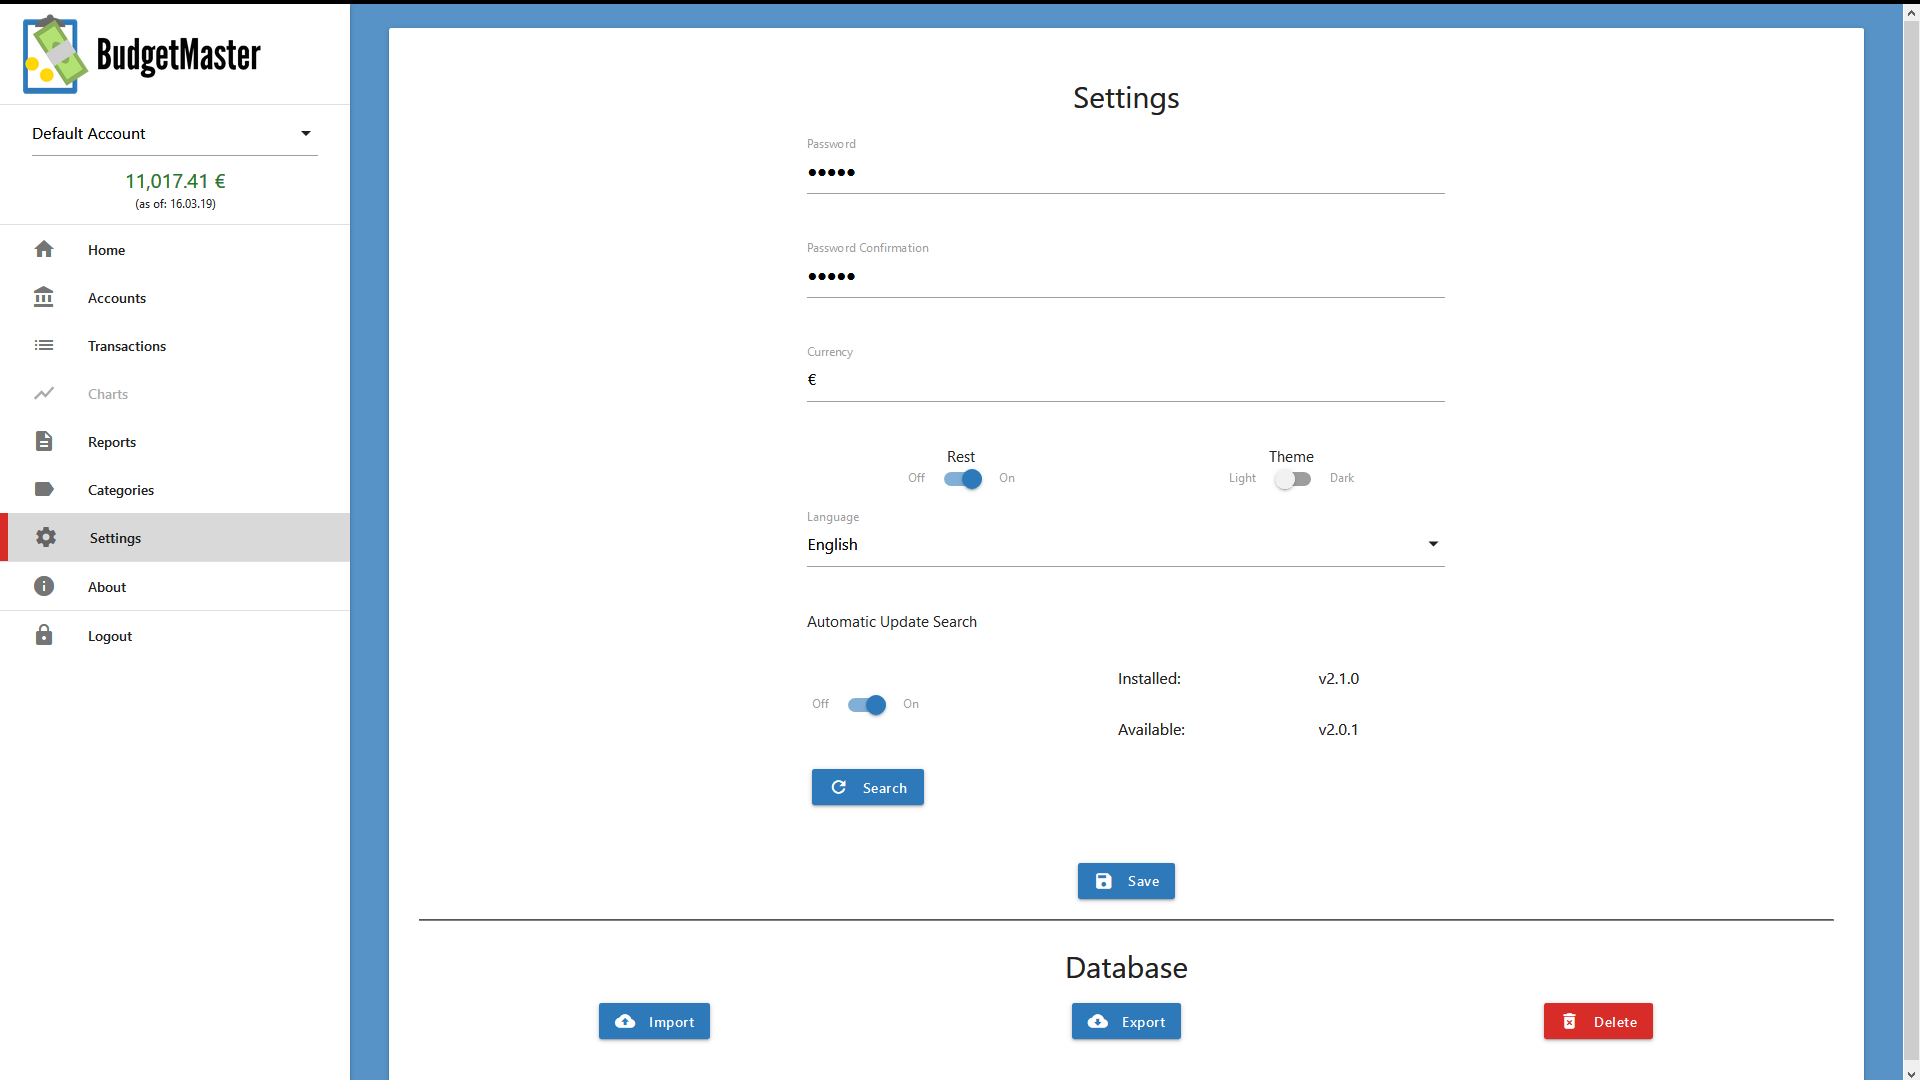 BudgetMaster
Default Account
11,017.41 €
(as of: 16.03.19)
Home
Accounts
Transactions
Charts
Reports
Categories
Settings
About
Logout
Settings
Password
•••••
Password Confirmation
•••••
Currency
€
Rest Theme
Off On Light Dark
Language
English
Automatic Update Search
Installed: v2.1.0
Off On
Available: v2.0.1
Search
Save
Database
Import Export Delete